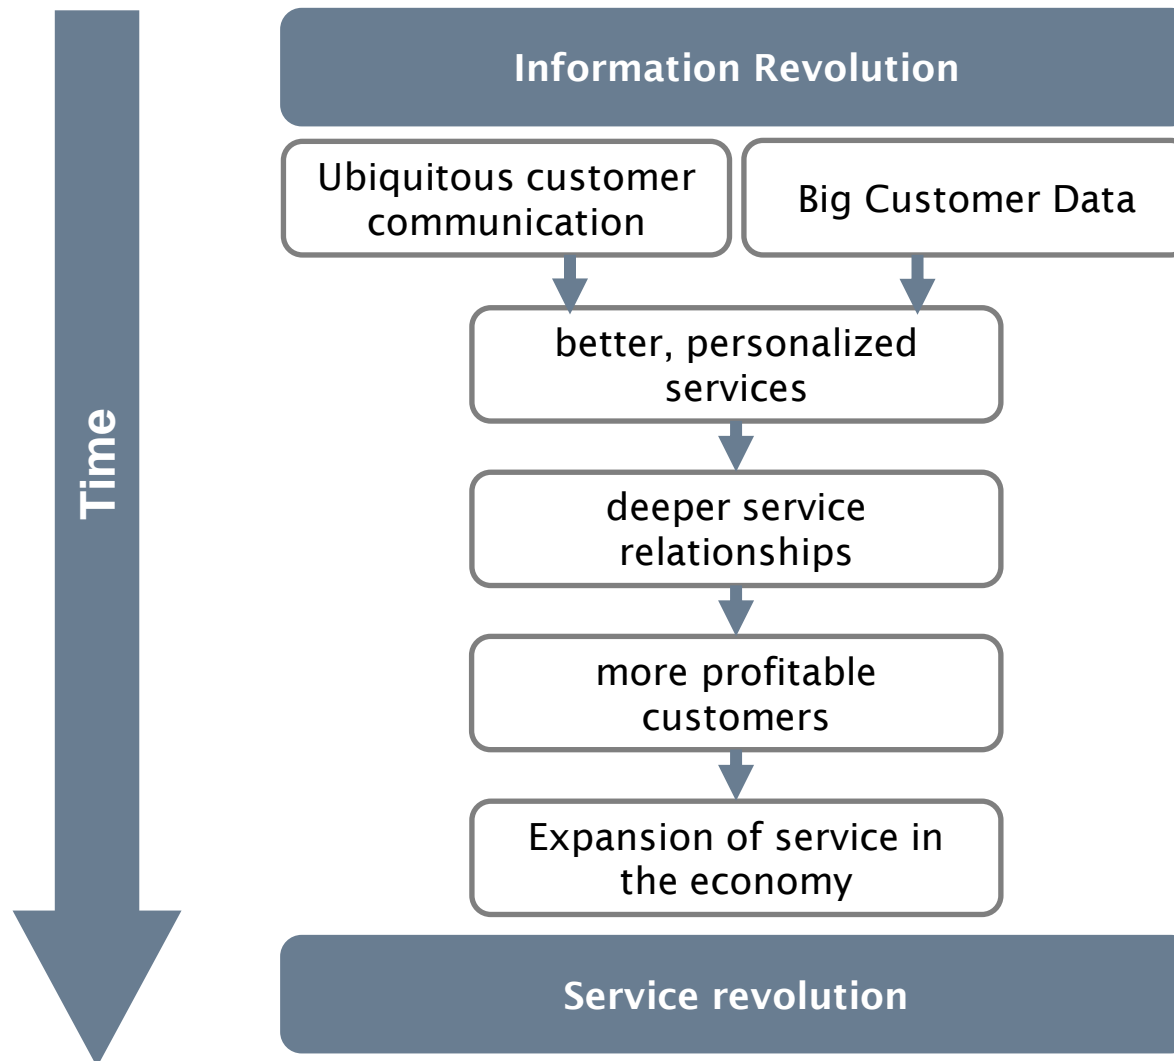 Information Revolution
Ubiquitous customer
communication
Big Customer Data
better, personalized
services
Time
deeper service
relationships
more profitable
customers
Expansion of service in
the economy
Service revolution